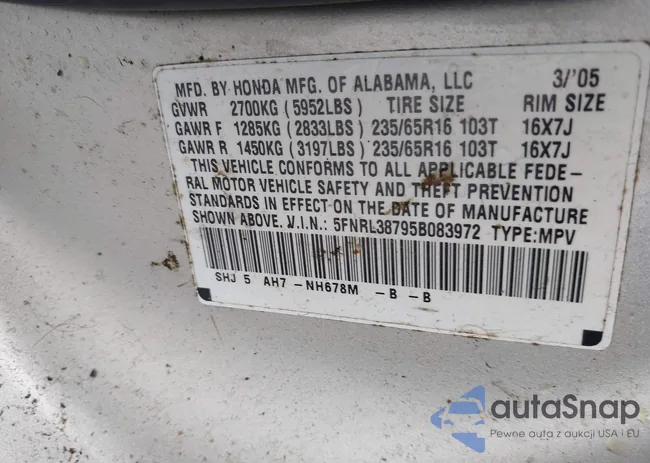 MFD. BY HONDA MFG. OF ALABAMA, LLC 3/'05
GVWR 2700KG (5952LBS) TIRE SIZE RIM SIZE
GAWR F 1285KG (2833LBS) 235/65R16 103T 16X7J
GAWR R 1450KG (3197LBS) 235/65R16 103T 16X7J
THIS VEHICLE CONFORMS TO ALL APPLICABLE FEDE-
RAL MOTOR VEHICLE SAFETY AND THEFT PREVENTION
STANDARDS IN EFFECT ON THE DATE OF MANUFACTURE
SHOWN ABOVE. V.I.N.: 5FNRL38795B083972 TYPE:MPV
SHJ 5 AH7 -NH678M -B -B
autaSnap
Pewne auta z aukcji USA i EU